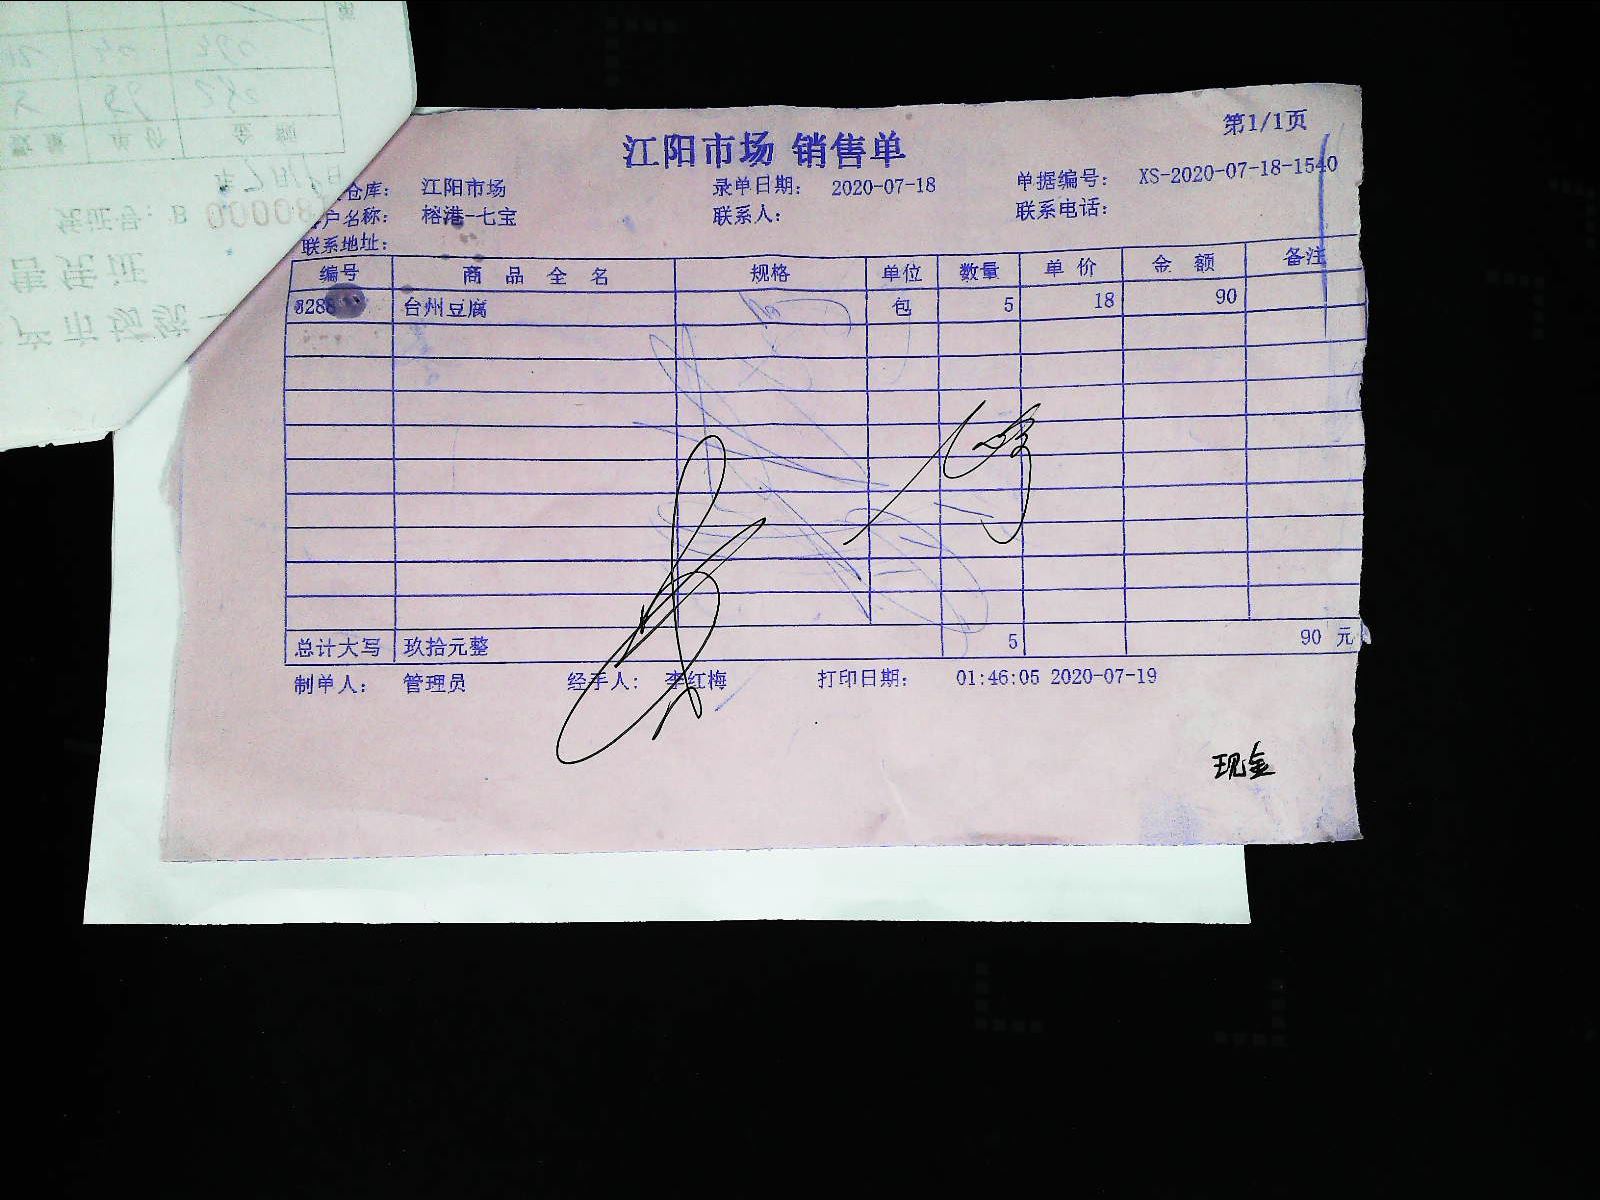 第1/1页
江阳市场 销售单
仓库： 江阳市场 录单日期： 2020-07-18 单据编号： XS-2020-07-18-1540
户名称： 榕港-七宝 联系人： 联系电话：
联系地址：
编号 商品全名 规格 单位 数量 单价 金额 备注
台州豆腐 包 5 18 90
总计大写 玖拾元整 5 90 元
制单人： 管理员 经手人： 李红梅 打印日期： 01:46:05 2020-07-19
现金